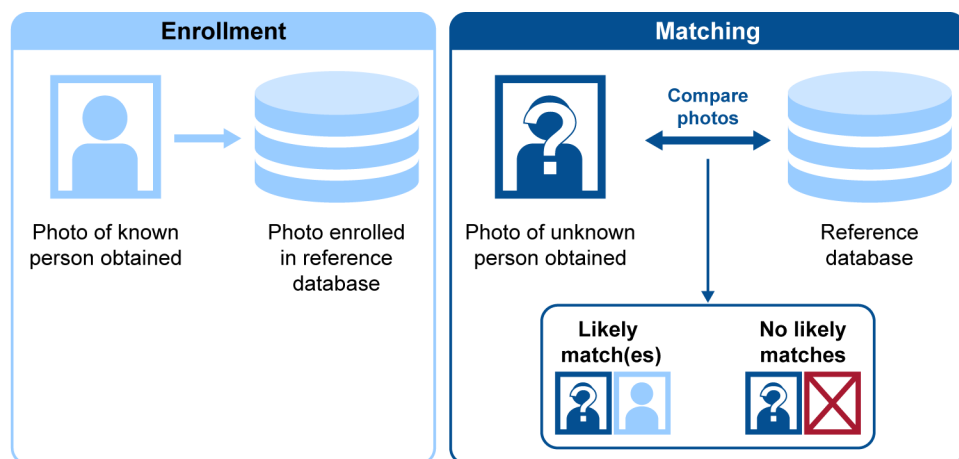 Enrollment
Photo of known
person obtained
Photo enrolled
in reference
database
Matching
Compare
photos
Photo of unknown
person obtained
Reference
database
Likely
match(es)
No likely
matches